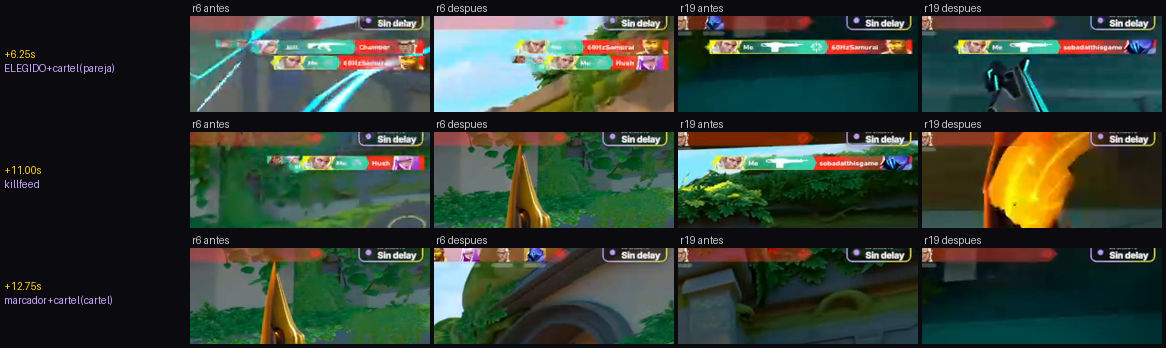 r6 antes
r6 despues
r19 antes
r19 despues
+6.25s
ELEGIDO+cartel(pareja)
Sin delay
Sin delay
Sin delay
Sin delay
Chamber
Me 60HzSamurai
60HzSamurai
Me Hush
Me 60HzSamurai
Me sobadatthisgame
r6 antes
r6 despues
r19 antes
r19 despues
+11.00s
killfeed
Sin delay
Sin delay
Sin delay
Sin delay
Me Hush
Me sobadatthisgame
r6 antes
r6 despues
r19 antes
r19 despues
+12.75s
marcador+cartel(cartel)
Sin delay
Sin delay
Sin delay
Sin delay